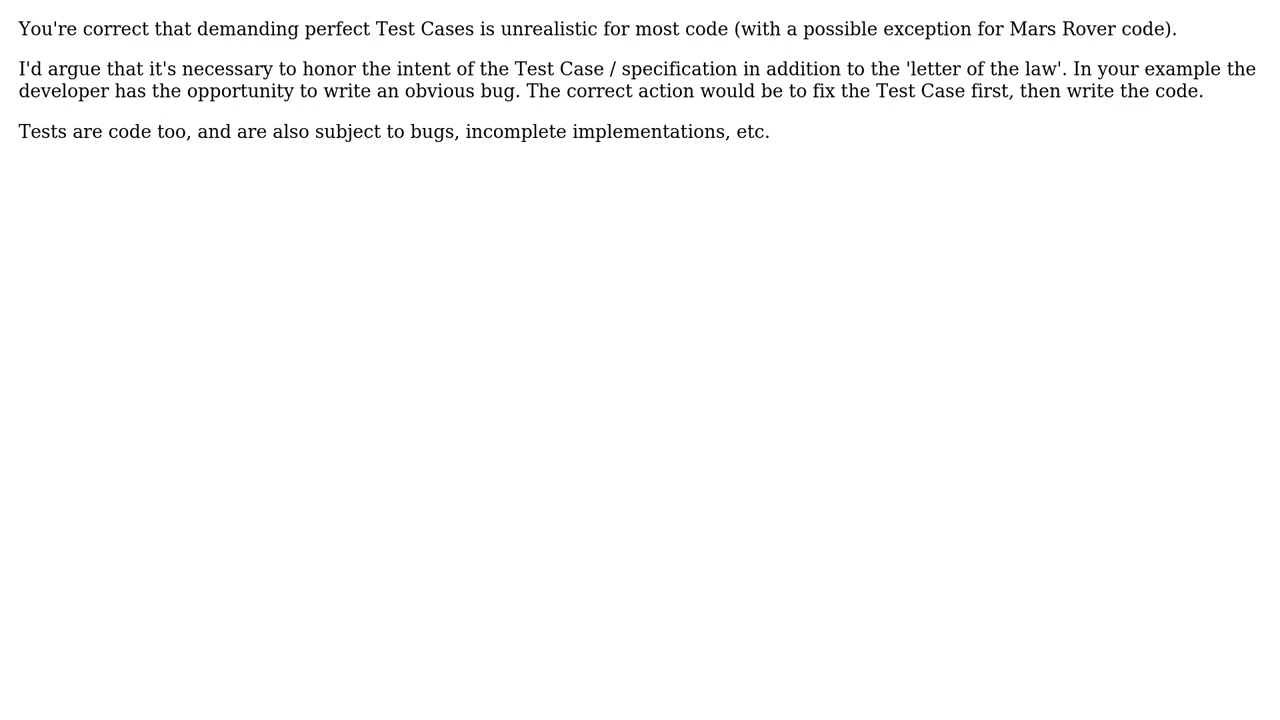 You're correct that demanding perfect Test Cases is unrealistic for most code (with a possible exception for Mars Rover code).
I'd argue that it's necessary to honor the intent of the Test Case / specification in addition to the 'letter of the law'. In your example the
developer has the opportunity to write an obvious bug. The correct action would be to fix the Test Case first, then write the code.
Tests are code too, and are also subject to bugs, incomplete implementations, etc.